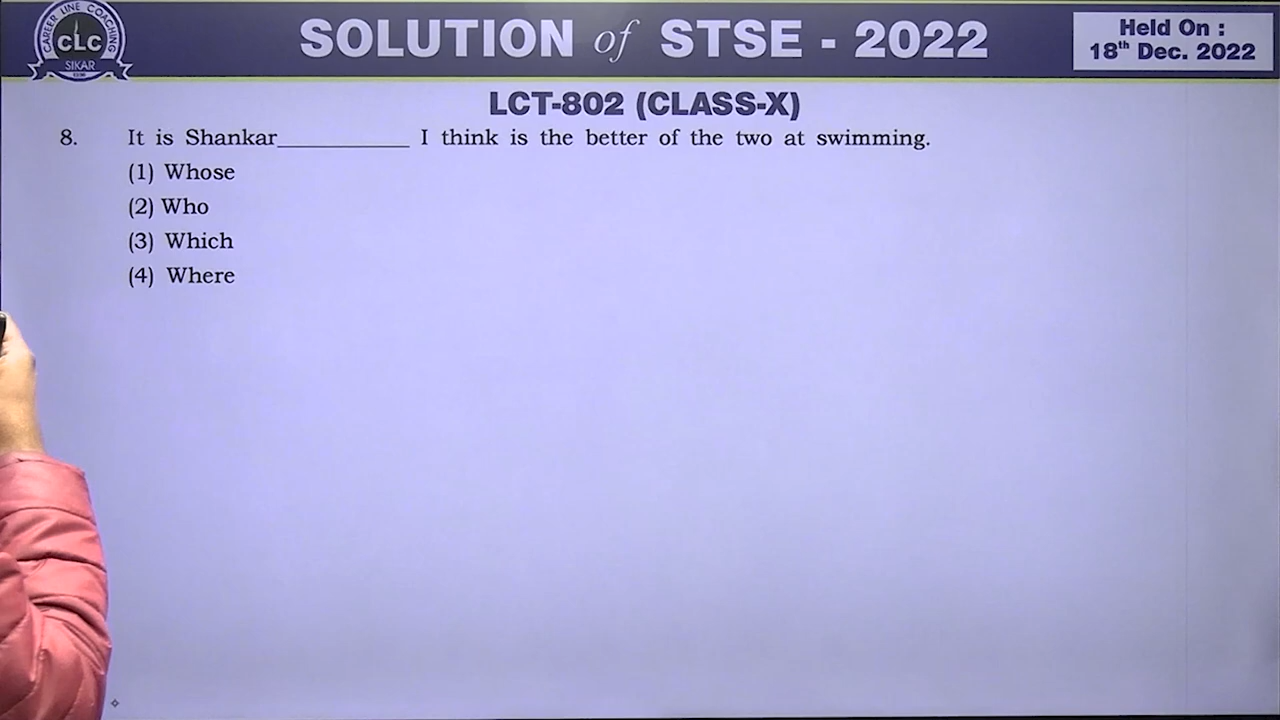 CAREER LINE COACHING
CLC
SIKAR
SOLUTION of STSE - 2022
Held On :
18th Dec. 2022
LCT-802 (CLASS-X)
8. It is Shankar__________ I think is the better of the two at swimming.
(1) Whose
(2) Who
(3) Which
(4) Where